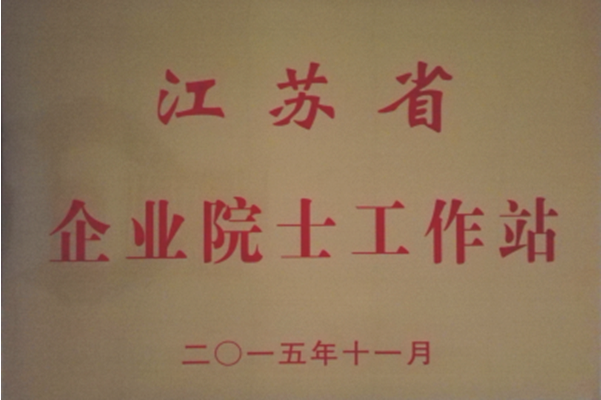 江苏省
企业院士工作站
二〇一五年十一月